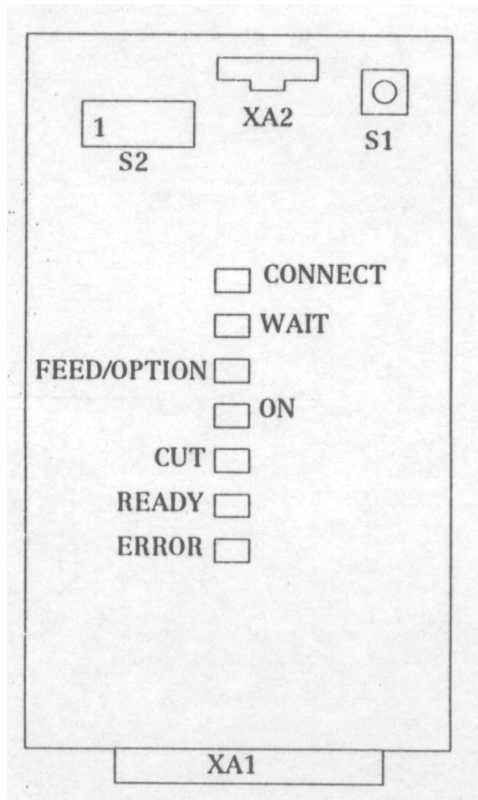 XA2
1
S1
S2
CONNECT
WAIT
FEED/OPTION
ON
CUT
READY
ERROR
XA1